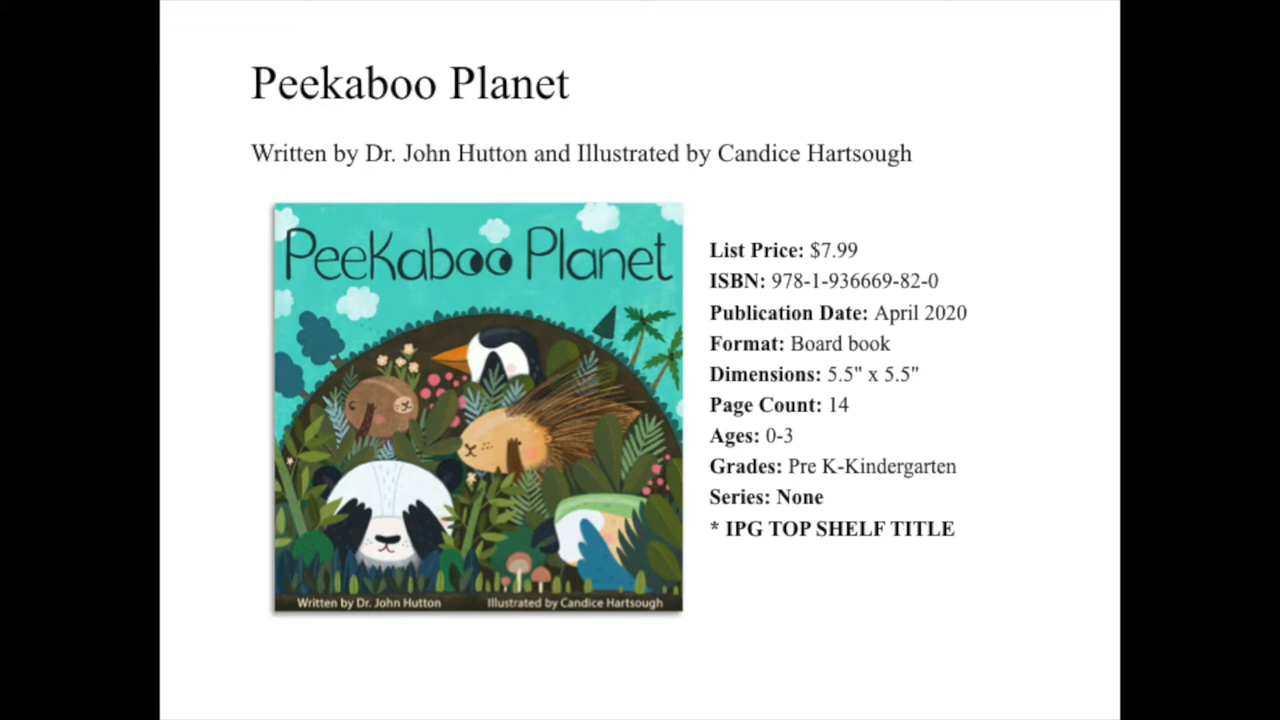 Peekaboo Planet
Written by Dr. John Hutton and Illustrated by Candice Hartsough
PeeKaboo Planet
Written by Dr. John Hutton
Illustrated by Candice Hartsough
List Price: $7.99
ISBN: 978-1-936669-82-0
Publication Date: April 2020
Format: Board book
Dimensions: 5.5" x 5.5"
Page Count: 14
Ages: 0-3
Grades: Pre K-Kindergarten
Series: None
* IPG TOP SHELF TITLE